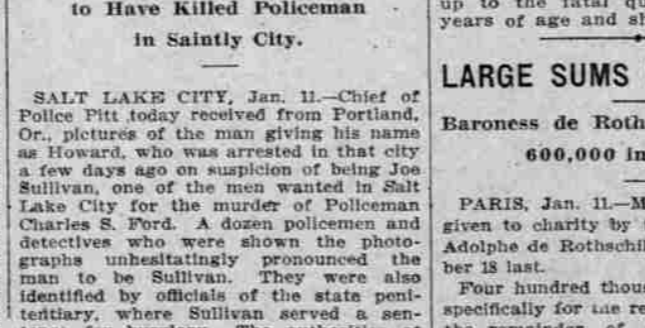 to Have Killed Policeman
in Saintly City.
SALT LAKE CITY, Jan. 11.—Chief of
Police Pitt today received from Portland,
Or., pictures of the man giving his name
as Howard, who was arrested in that city
a few days ago on suspicion of being Joe
Sullivan, one of the men wanted in Salt
Lake City for the murder of Policeman
Charles S. Ford. A dozen policemen and
detectives who were shown the photo-
graphs unhesitatingly pronounced the
man to be Sullivan. They were also
identified by officials of the state peni-
tentiary, where Sullivan served a sen-
up to the fatal
years of age and
LARGE SUMS
Baroness de Roth
600,000 in
PARIS, Jan. 11.—M
given to charity by
Adolphe de Rothschil
ber 18 last.
Four hundred thou
specifically for the re